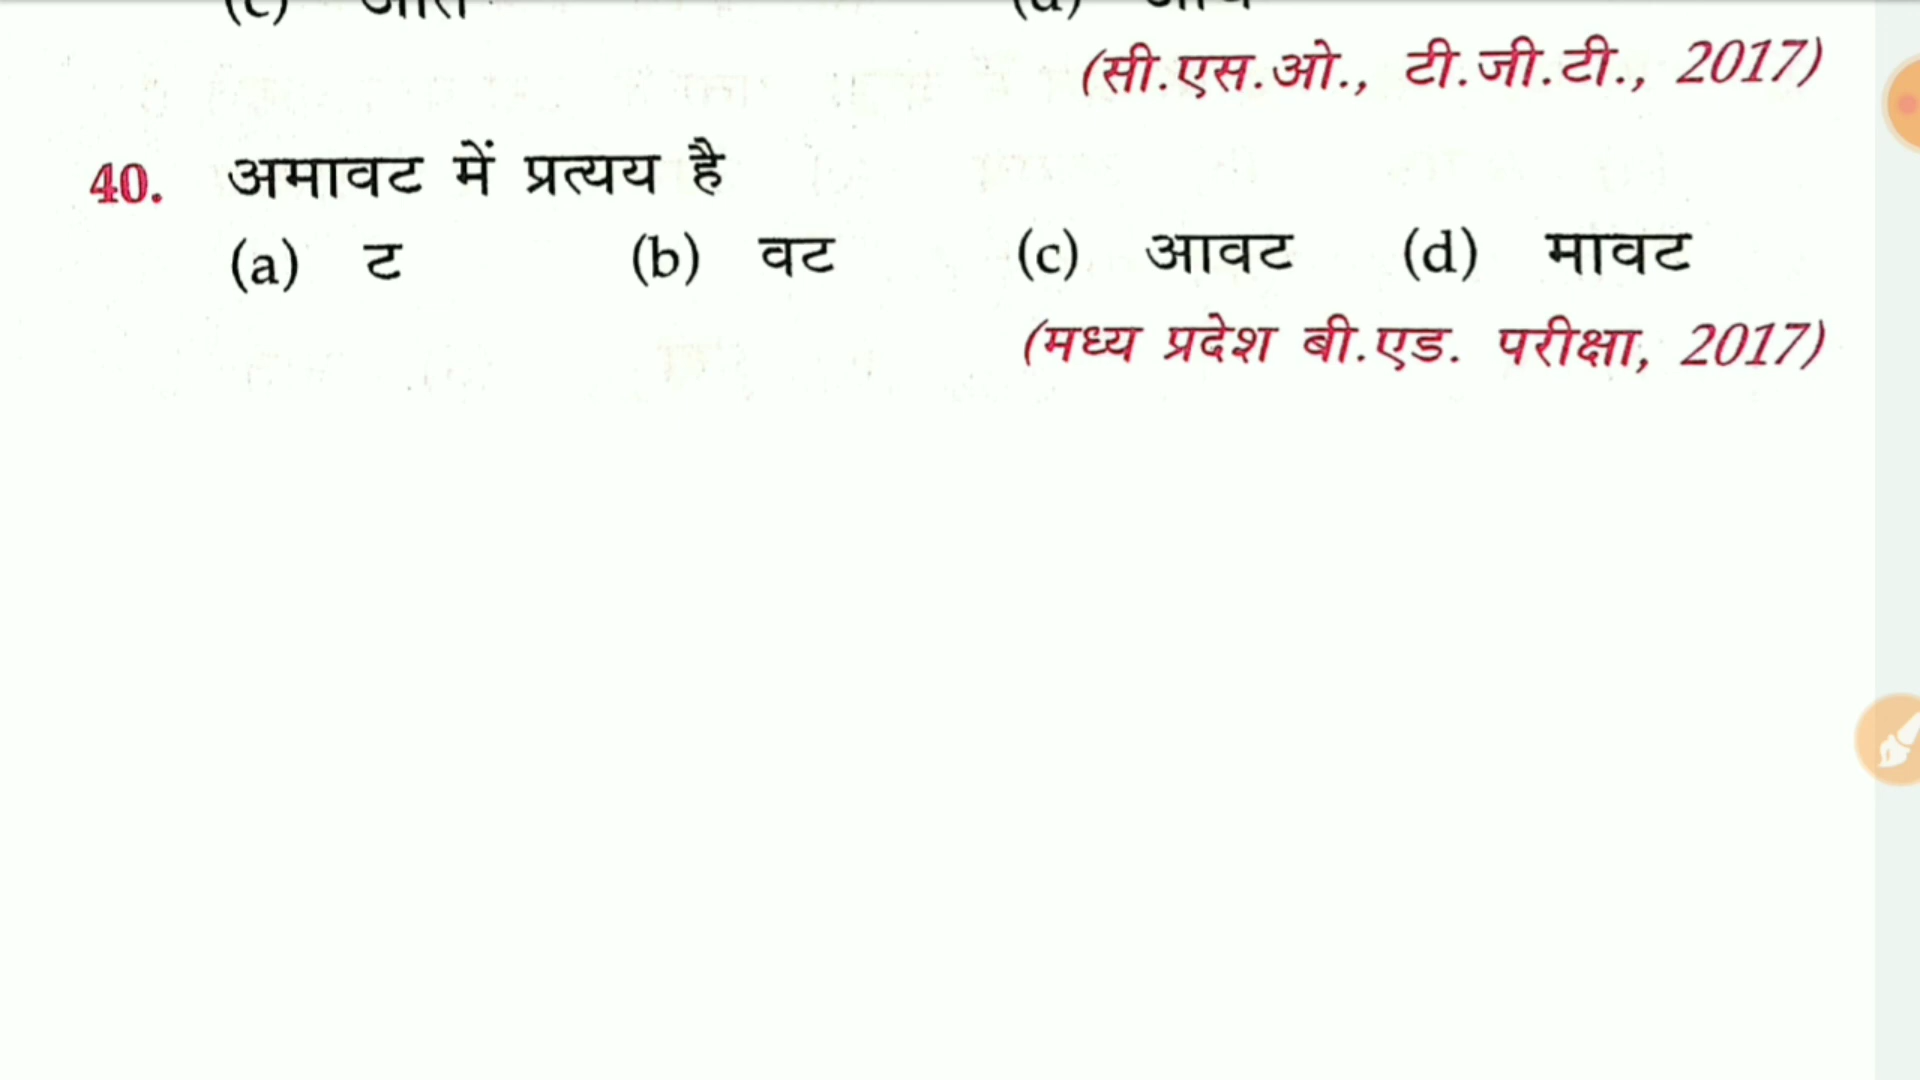 (सी.एस.ओ., टी.जी.टी., 2017)
40. अमावट में प्रत्यय है
(a) ट (b) वट (c) आवट (d) मावट
(मध्य प्रदेश बी.एड. परीक्षा, 2017)